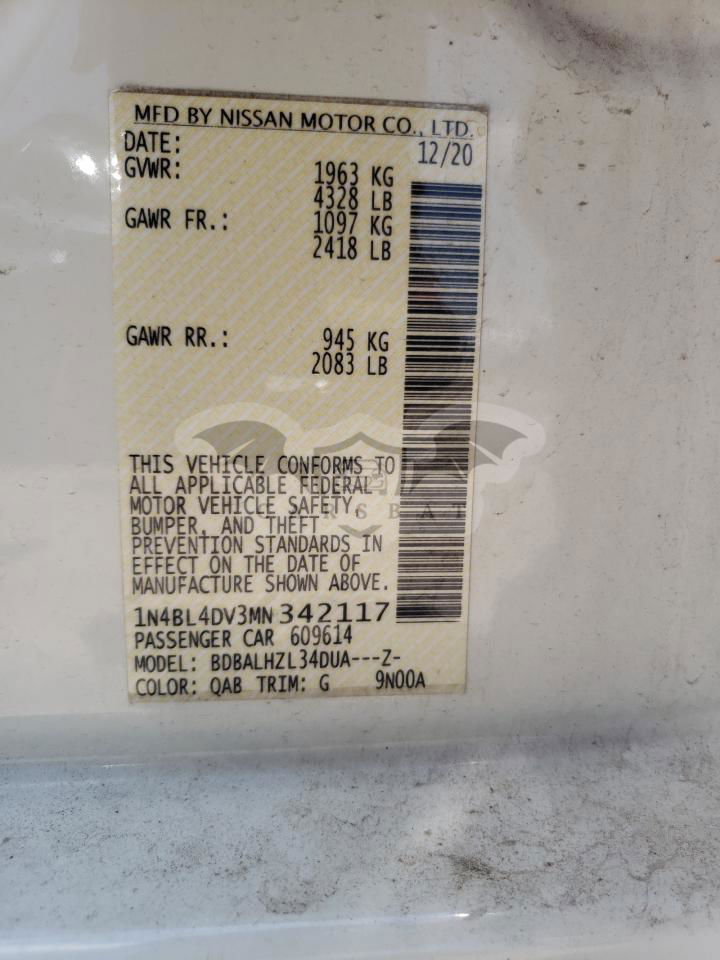 MFD BY NISSAN MOTOR CO., LTD.
DATE: 12/20
GVWR: 1963 KG
4328 LB
GAWR FR.: 1097 KG
2418 LB
GAWR RR.: 945 KG
2083 LB
THIS VEHICLE CONFORMS TO
ALL APPLICABLE FEDERAL
MOTOR VEHICLE SAFETY,
BUMPER, AND THEFT
PREVENTION STANDARDS IN
EFFECT ON THE DATE OF
MANUFACTURE SHOWN ABOVE.
1N4BL4DV3MN342117
PASSENGER CAR 609614
MODEL: BDBALHZL34DUA---Z-
COLOR: QAB TRIM: G 9N00A